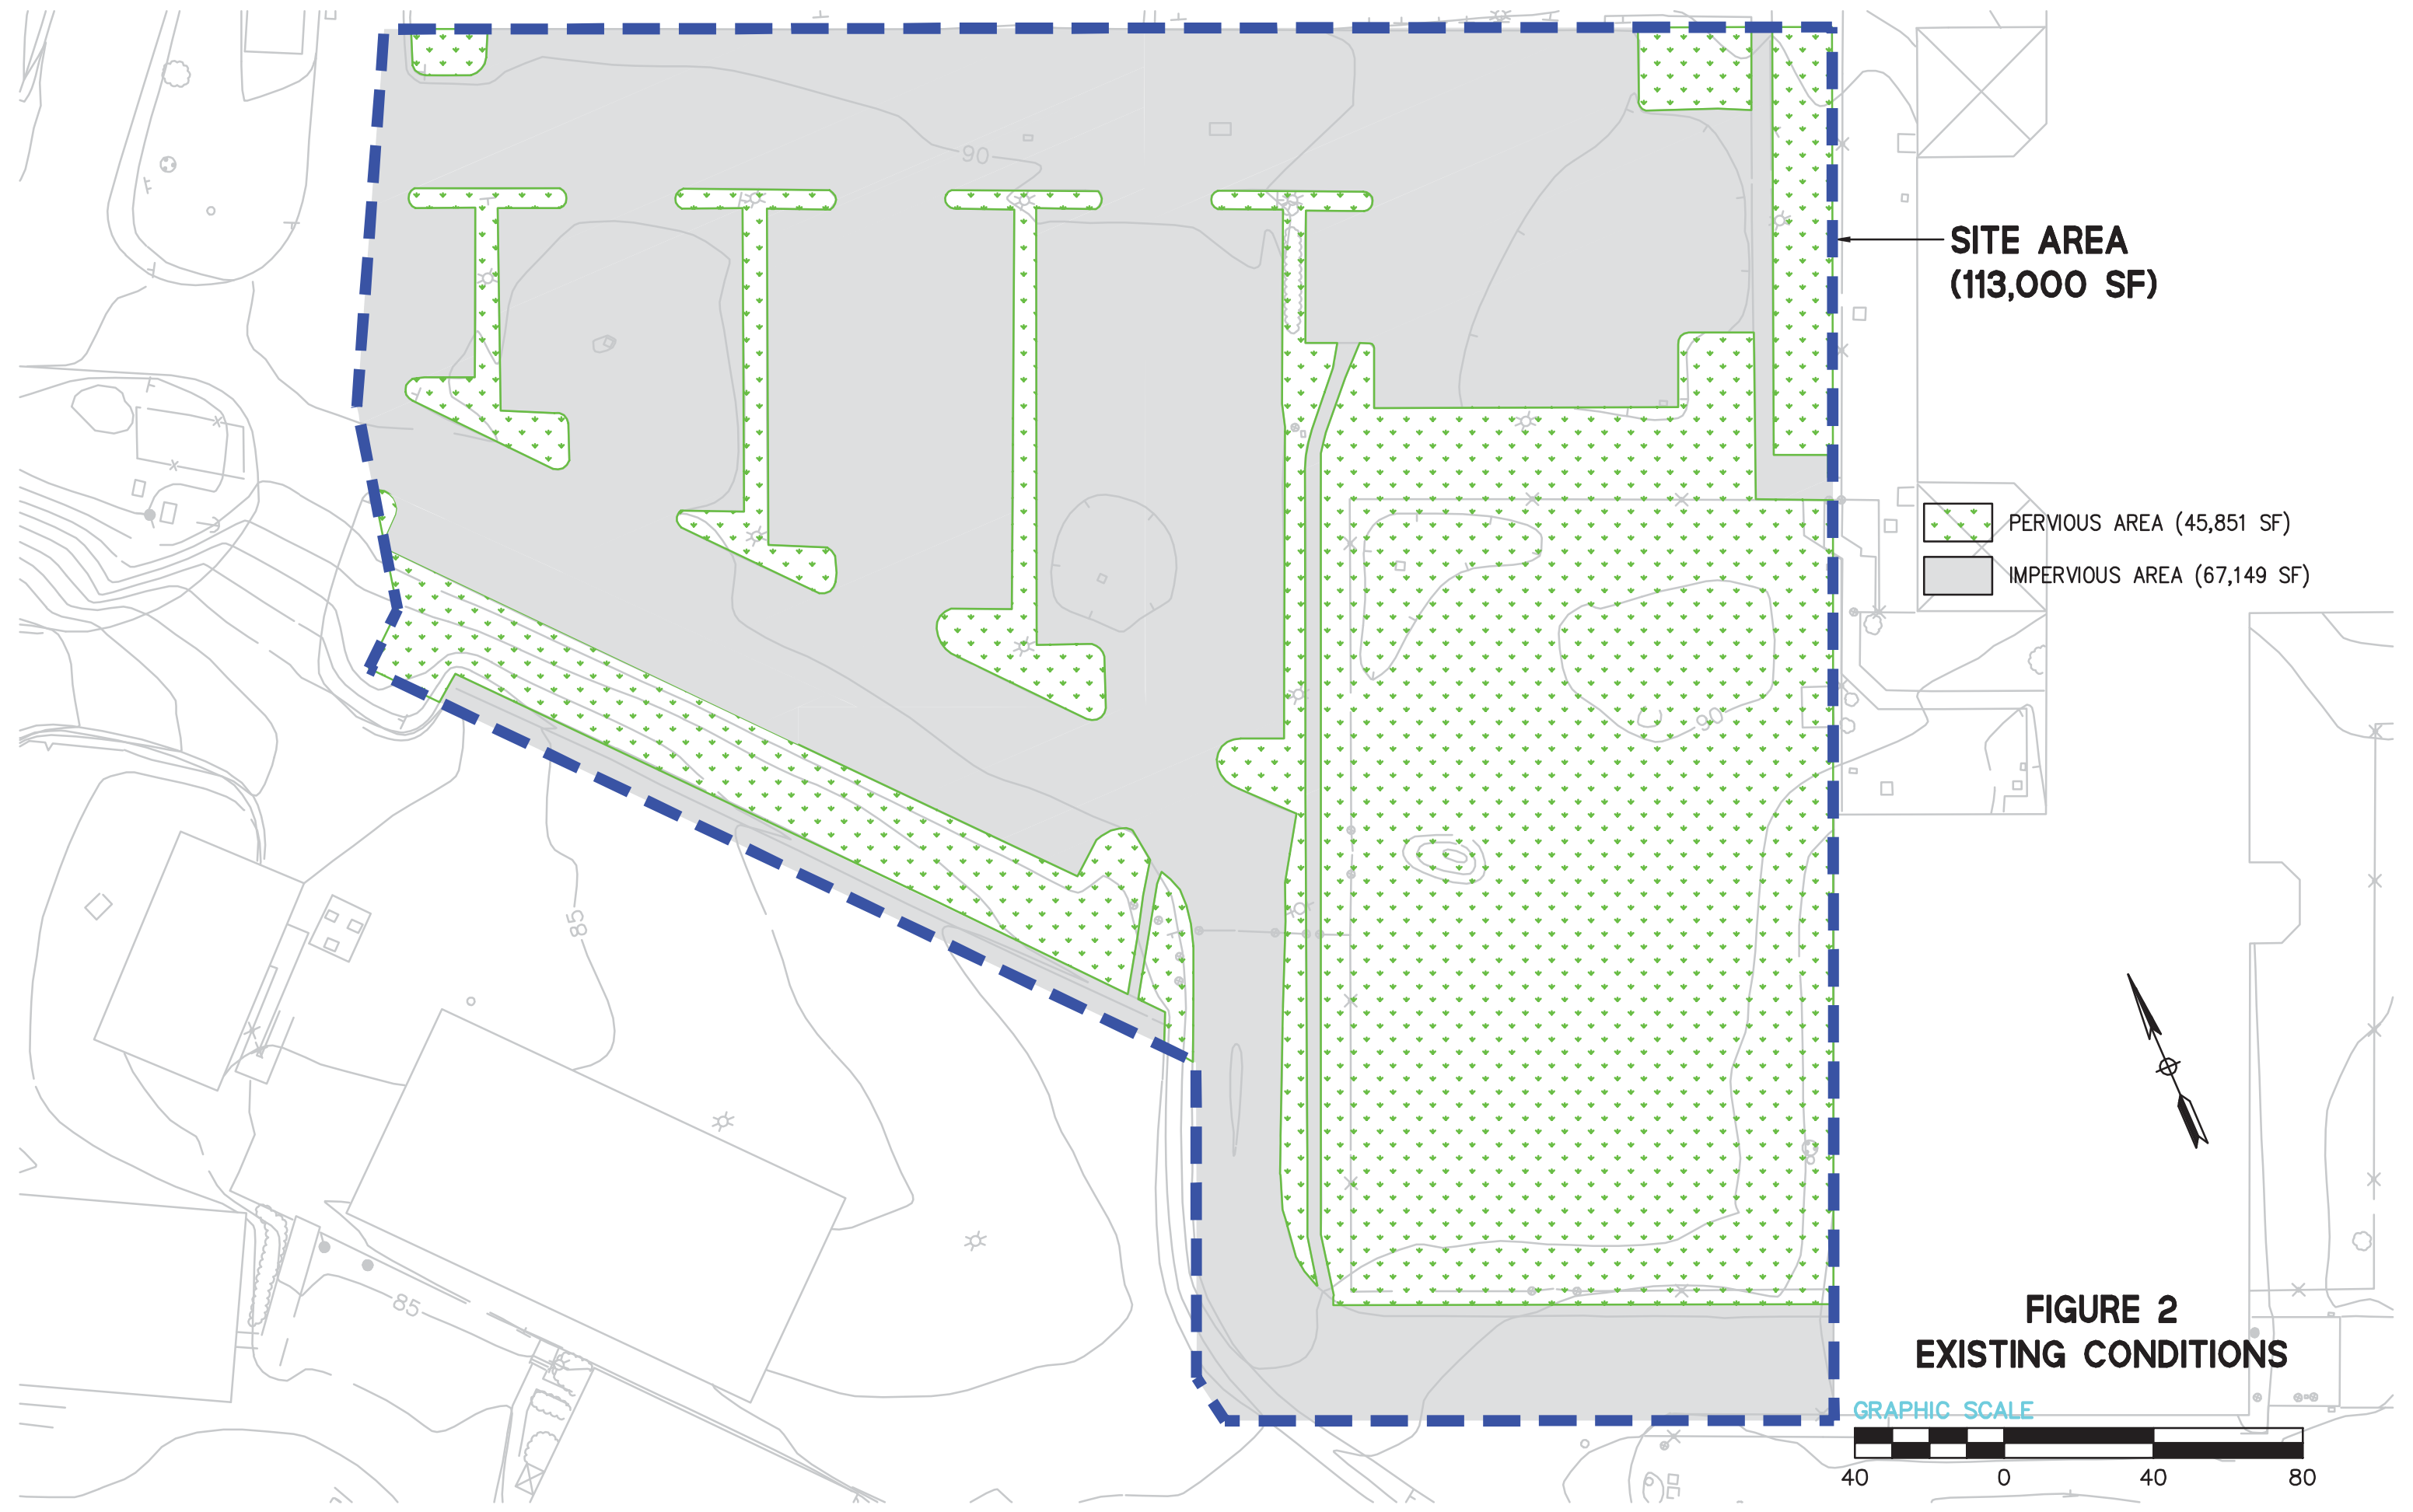 90
SITE AREA
(113,000 SF)
PERVIOUS AREA (45,851 SF)
IMPERVIOUS AREA (67,149 SF)
90
85
85
FIGURE 2
EXISTING CONDITIONS
GRAPHIC SCALE
40 0 40 80